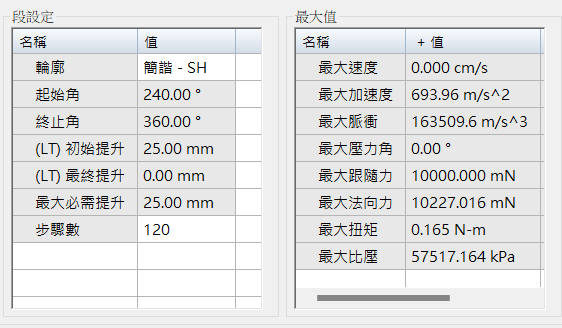 段設定
名稱 值
輪廓 簡諧 - SH
起始角 240.00 °
終止角 360.00 °
(LT) 初始提升 25.00 mm
(LT) 最終提升 0.00 mm
最大必需提升 25.00 mm
步驟數 120
最大值
名稱 + 值
最大速度 0.000 cm/s
最大加速度 693.96 m/s^2
最大脈衝 163509.6 m/s^3
最大壓力角 0.00 °
最大跟隨力 10000.000 mN
最大法向力 10227.016 mN
最大扭矩 0.165 N-m
最大比壓 57517.164 kPa